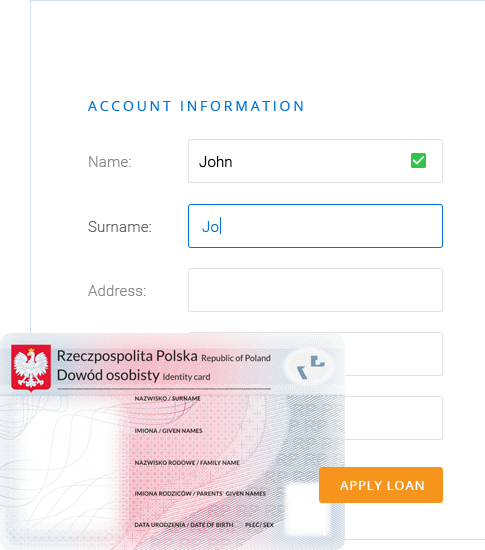 ACCOUNT INFORMATION
Name:
John
Surname:
Jo
Address:
Rzeczpospolita Polska Republic of Poland
Dowód osobisty Identity card
NAZWISKO / SURNAME
IMIONA / GIVEN NAMES
NAZWISKO RODOWE / FAMILY NAME
IMIONA RODZICÓW / PARENTS' GIVEN NAMES
DATA URODZENIA / DATE OF BIRTH PŁEĆ/ SEX
APPLY LOAN